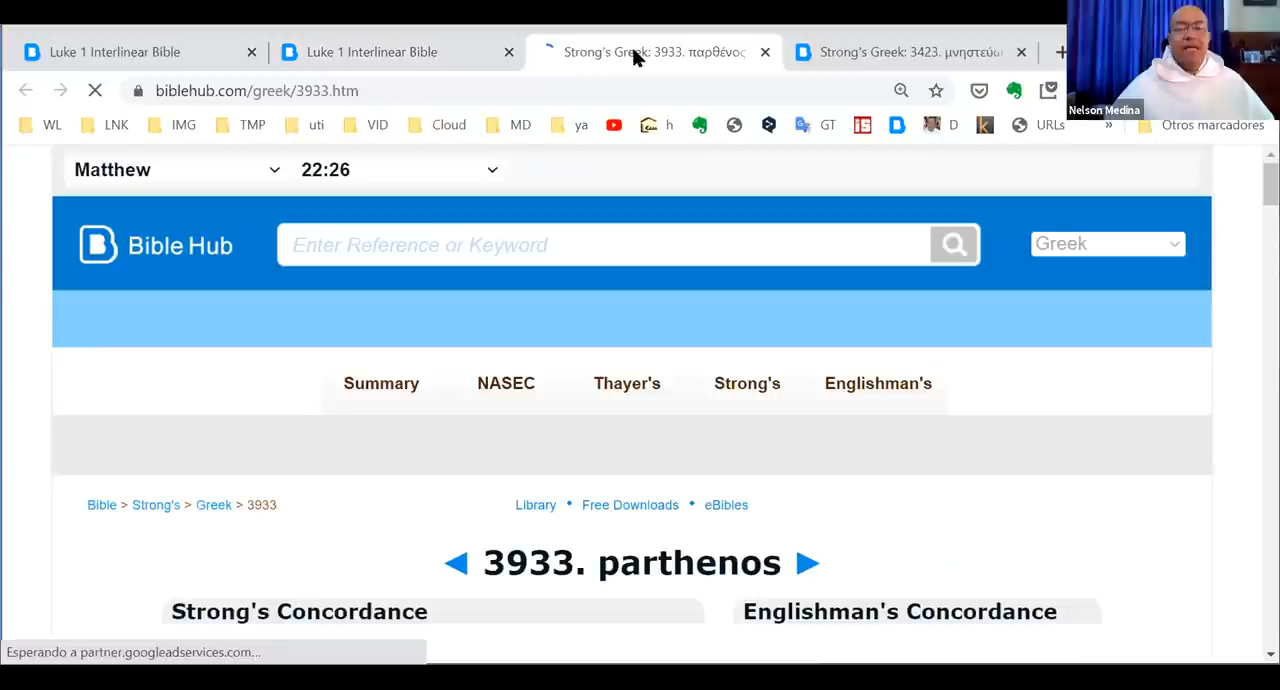 Luke 1 Interlinear Bible
Luke 1 Interlinear Bible
Strong's Greek: 3933. παρθένος
Strong's Greek: 3423. μνηστεύω
biblehub.com/greek/3933.htm
Nelson Medina
WL LNK IMG TMP uti VID Cloud MD ya h GT D k URLs » Otros marcadores
Matthew 22:26
Bible Hub Enter Reference or Keyword Greek
Summary NASEC Thayer's Strong's Englishman's
Bible > Strong's > Greek > 3933 Library • Free Downloads • eBibles
◄ 3933. parthenos ►
Strong's Concordance
Englishman's Concordance
Esperando a partner.googleadservices.com...